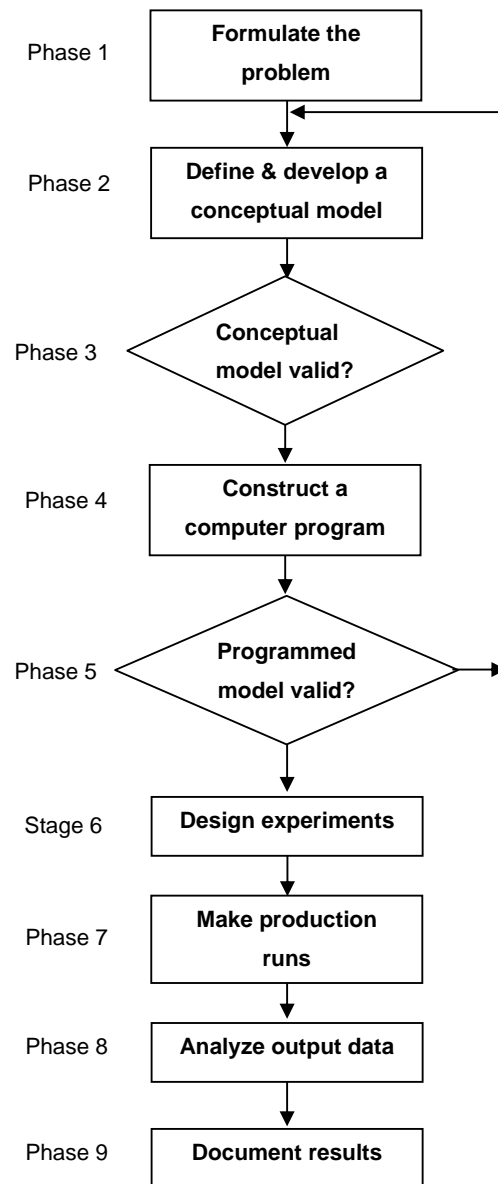 Phase 1
Formulate the
problem
Phase 2
Define & develop a
conceptual model
Phase 3
Conceptual
model valid?
Phase 4
Construct a
computer program
Phase 5
Programmed
model valid?
Stage 6
Design experiments
Phase 7
Make production
runs
Phase 8
Analyze output data
Phase 9
Document results